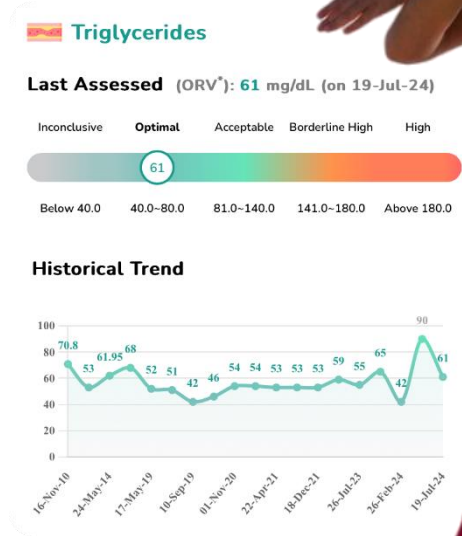 Triglycerides
Last Assessed (ORV*): 61 mg/dL (on 19-Jul-24)
Inconclusive Optimal Acceptable Borderline High High
61
Below 40.0 40.0~80.0 81.0~140.0 141.0~180.0 Above 180.0
Historical Trend
100
80
60
40
20
0
70.8 53 61.95 68 52 51 42 46 54 54 53 53 53 59 55 65 42 90 61
16-Nov-10 24-May-14 17-May-19 10-Sep-19 01-Nov-20 22-Apr-21 18-Dec-21 26-Jul-23 26-Feb-24 19-Jul-24